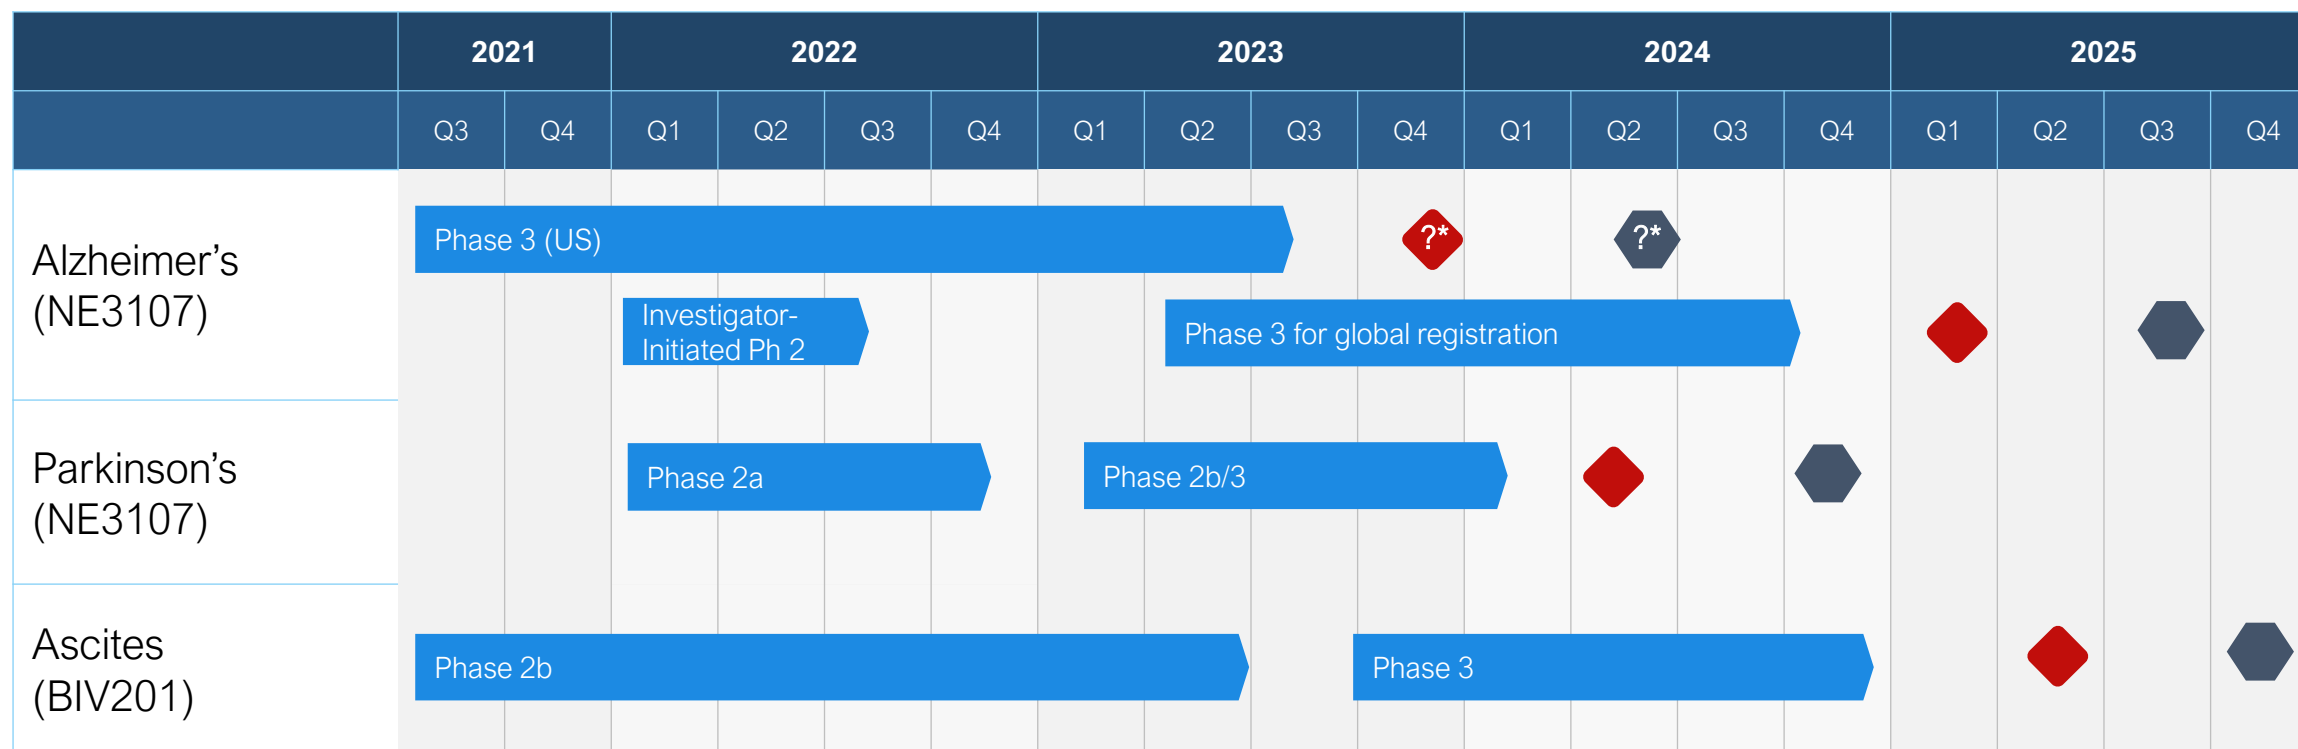 2021 2022 2023 2024 2025
Q3 Q4 Q1 Q2 Q3 Q4 Q1 Q2 Q3 Q4 Q1 Q2 Q3 Q4 Q1 Q2 Q3 Q4
Alzheimer’s
(NE3107)
Phase 3 (US)
?*
?*
Investigator-
Initiated Ph 2
Phase 3 for global registration
Parkinson’s
(NE3107)
Phase 2a
Phase 2b/3
Ascites
(BIV201)
Phase 2b
Phase 3